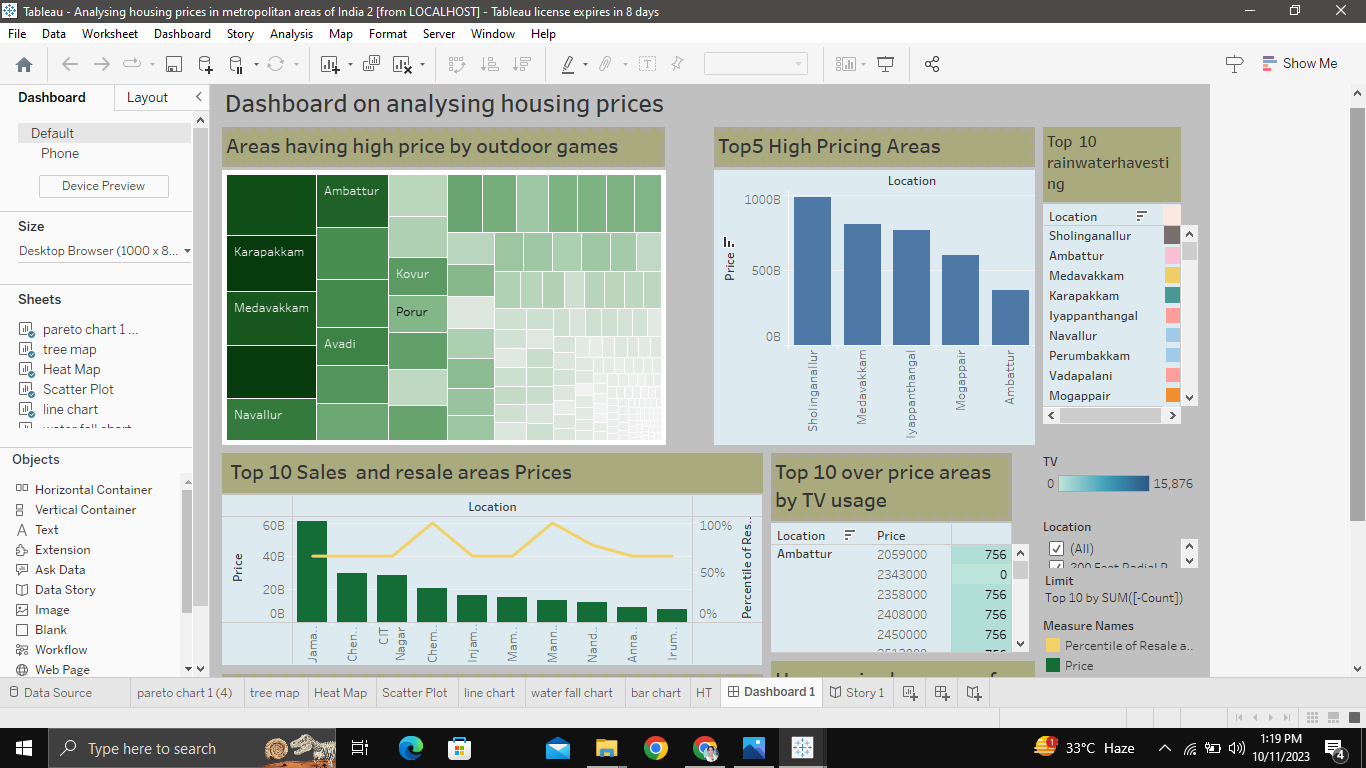 Tableau - Analysing housing prices in metropolitan areas of India 2 [from LOCALHOST] - Tableau license expires in 8 days
File Data Worksheet Dashboard Story Analysis Map Format Server Window Help
Show Me
Dashboard Layout
Default
Phone
Device Preview
Size
Desktop Browser (1000 x 8...
Sheets
pareto chart 1 ...
tree map
Heat Map
Scatter Plot
line chart
water fall chart
Objects
Horizontal Container
Vertical Container
Text
Extension
Ask Data
Data Story
Image
Blank
Workflow
Web Page
Dashboard on analysing housing prices
Areas having high price by outdoor games
Ambattur
Karapakkam
Kovur
Medavakkam
Porur
Avadi
Navallur
Top5 High Pricing Areas
Location
1000B
500B
0B
Price
Sholinganallur
Medavakkam
Iyappanthangal
Mogappair
Ambattur
Top 10
rainwaterhavesti
ng
Location
Sholinganallur
Ambattur
Medavakkam
Karapakkam
Iyappanthangal
Navallur
Perumbakkam
Vadapalani
Mogappair
Top 10 Sales and resale areas Prices
Location
60B
40B
20B
0B
Price
100%
50%
0%
Percentile of Res..
Jama..
Chen..
CIT
Nagar
Chem..
Injam..
Mam..
Mann..
Nand..
Anna..
Irum..
Top 10 over price areas
by TV usage
Location Price
Ambattur 2059000 756
2343000 0
2358000 756
2408000 756
2450000 756
TV
0 15,876
Location
(All)
Limit
Top 10 by SUM([-Count])
Measure Names
Percentile of Resale a..
Price
Data Source pareto chart 1 (4) tree map Heat Map Scatter Plot line chart water fall chart bar chart HT Dashboard 1 Story 1
Type here to search
1
33°C Haze
1:19 PM
10/11/2023
4